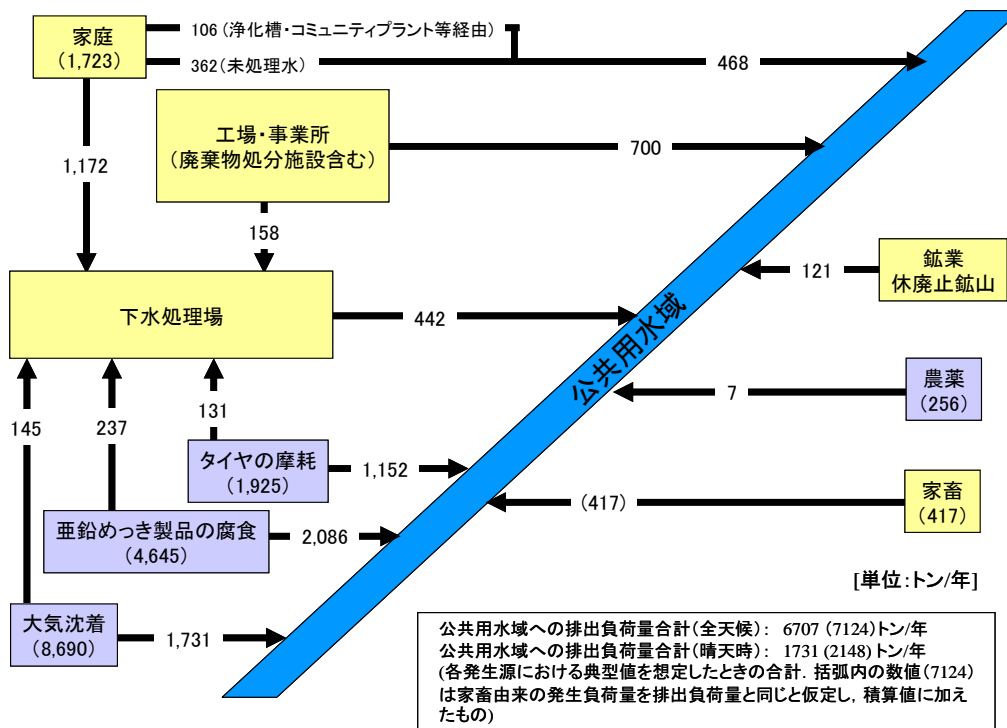 家庭
(1,723)
106 (浄化槽・コミュニティプラント等経由)
362(未処理水)
468
工場・事業所
(廃棄物処分施設含む)
700
1,172
158
鉱業
休廃止鉱山
121
下水処理場
442
公共用水域
農薬
(256)
7
145
237
131
タイヤの摩耗
(1,925)
1,152
家畜
(417)
(417)
亜鉛めっき製品の腐食
(4,645)
2,086
[単位:トン/年]
大気沈着
(8,690)
1,731
公共用水域への排出負荷量合計(全天候): 6707 (7124)トン/年
公共用水域への排出負荷量合計(晴天時): 1731 (2148) トン/年
(各発生源における典型値を想定したときの合計. 括弧内の数値(7124)
は家畜由来の発生負荷量を排出負荷量と同じと仮定し, 積算値に加え
たもの)